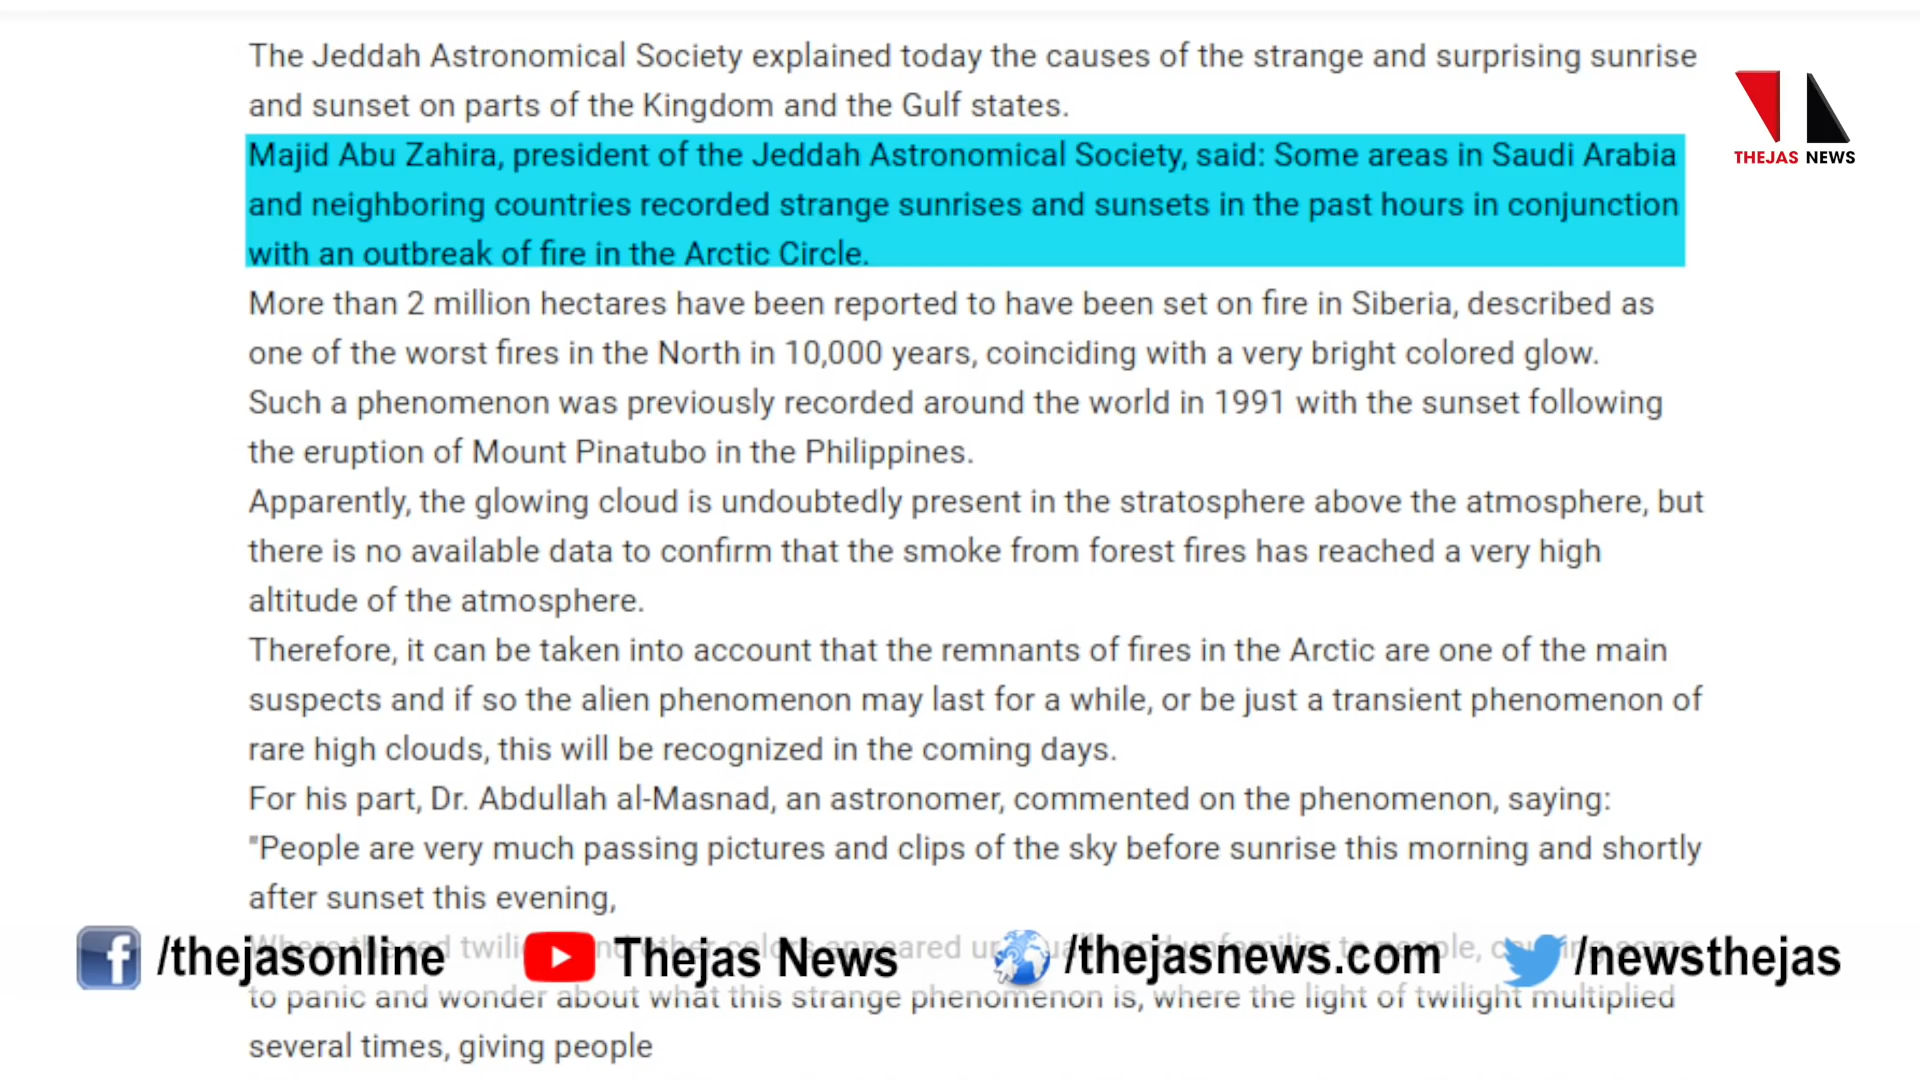 The Jeddah Astronomical Society explained today the causes of the strange and surprising sunrise
and sunset on parts of the Kingdom and the Gulf states.
Majid Abu Zahira, president of the Jeddah Astronomical Society, said: Some areas in Saudi Arabia
and neighboring countries recorded strange sunrises and sunsets in the past hours in conjunction
with an outbreak of fire in the Arctic Circle.
More than 2 million hectares have been reported to have been set on fire in Siberia, described as
one of the worst fires in the North in 10,000 years, coinciding with a very bright colored glow.
Such a phenomenon was previously recorded around the world in 1991 with the sunset following
the eruption of Mount Pinatubo in the Philippines.
Apparently, the glowing cloud is undoubtedly present in the stratosphere above the atmosphere, but
there is no available data to confirm that the smoke from forest fires has reached a very high
altitude of the atmosphere.
Therefore, it can be taken into account that the remnants of fires in the Arctic are one of the main
suspects and if so the alien phenomenon may last for a while, or be just a transient phenomenon of
rare high clouds, this will be recognized in the coming days.
For his part, Dr. Abdullah al-Masnad, an astronomer, commented on the phenomenon, saying:
"People are very much passing pictures and clips of the sky before sunrise this morning and shortly
after sunset this evening,
colors appeared
to panic and wonder about what this strange phenomenon is, where the light of twilight multiplied
several times, giving people
THEJAS NEWS
/thejasonline
Thejas News
/thejasnews.com
/newsthejas